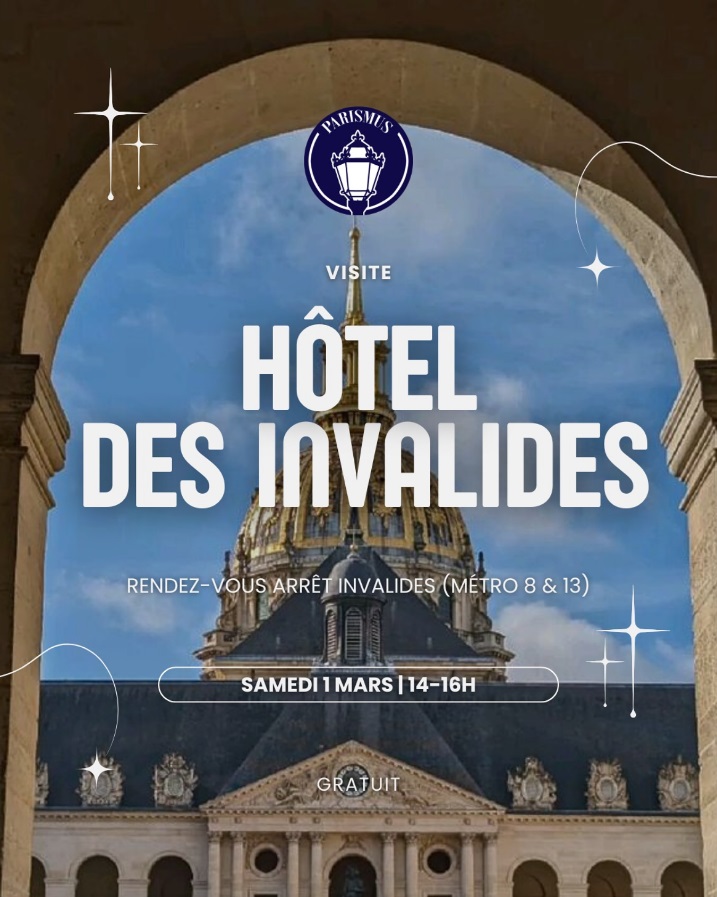 PARISMUS
VISITE
HÔTEL
DES INVALIDES
RENDEZ-VOUS ARRÊT INVALIDES (MÉTRO 8 & 13)
SAMEDI 1 MARS | 14-16H
GRATUIT